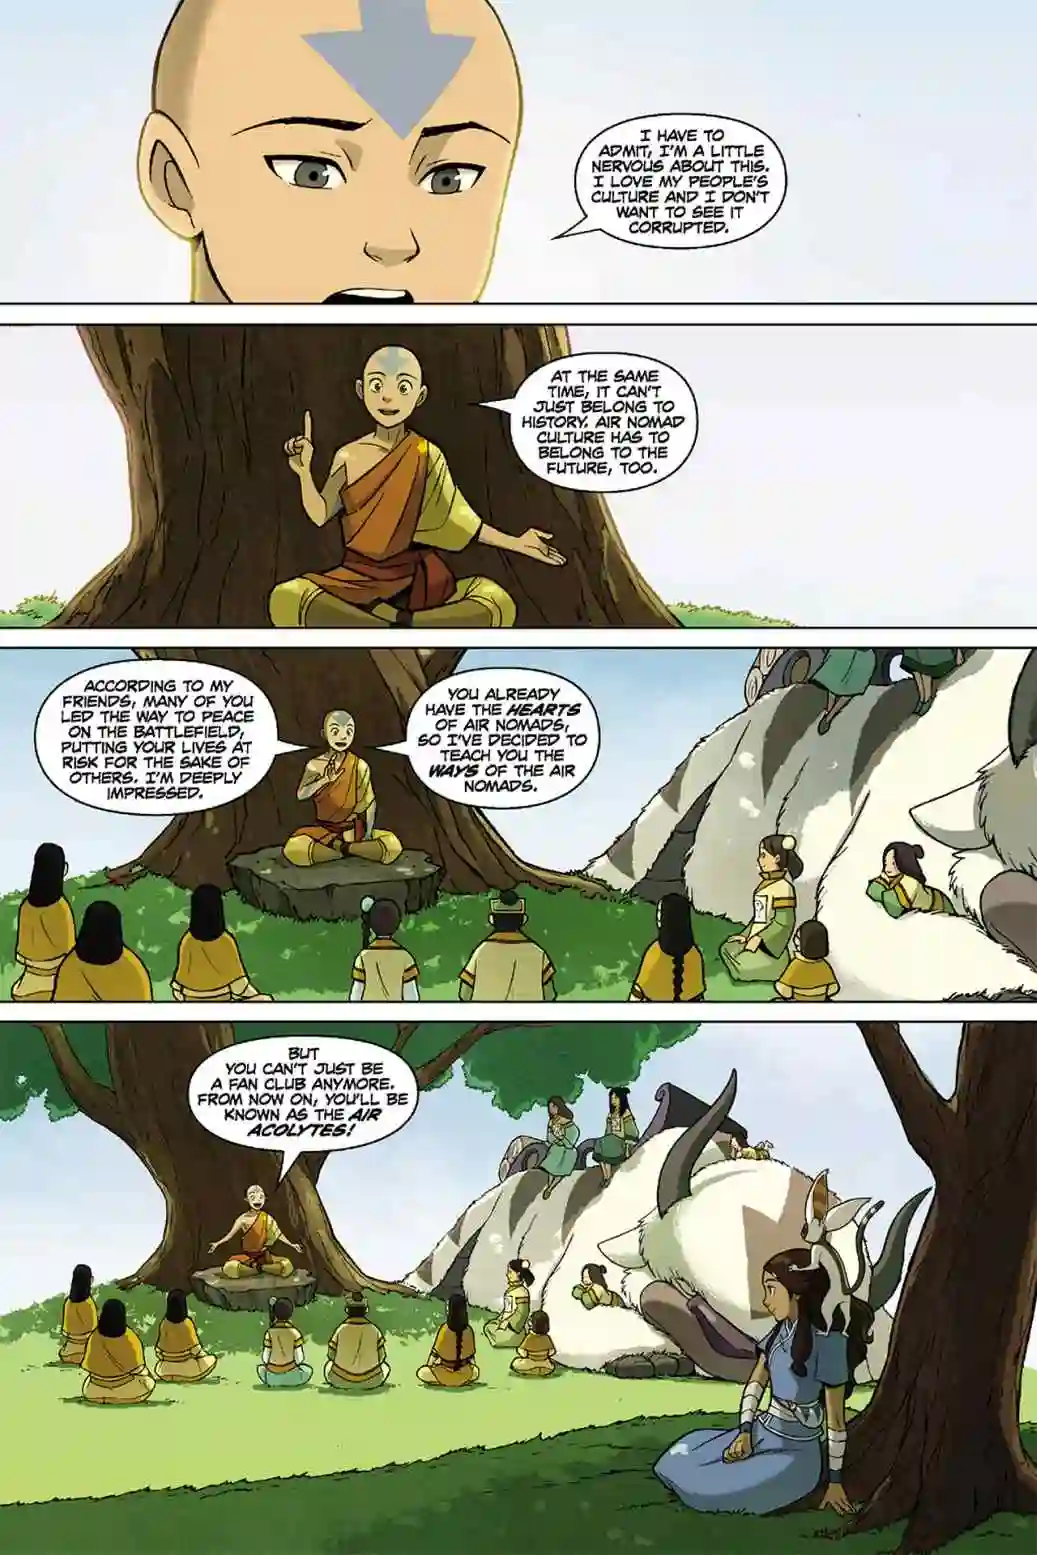 I HAVE TO
ADMIT, I'M A LITTLE
NERVOUS ABOUT THIS.
I LOVE MY PEOPLE'S
CULTURE AND I DON'T
WANT TO SEE IT
CORRUPTED.
AT THE SAME
TIME, IT CAN'T
JUST BELONG TO
HISTORY. AIR NOMAD
CULTURE HAS TO
BELONG TO THE
FUTURE, TOO.
ACCORDING TO MY
FRIENDS, MANY OF YOU
LED THE WAY TO PEACE
ON THE BATTLEFIELD,
PUTTING YOUR LIVES AT
RISK FOR THE SAKE OF
OTHERS. I'M DEEPLY
IMPRESSED.
YOU ALREADY
HAVE THE HEARTS
OF AIR NOMADS,
SO I'VE DECIDED TO
TEACH YOU THE
WAYS OF THE AIR
NOMADS.
BUT
YOU CAN'T JUST BE
A FAN CLUB ANYMORE.
FROM NOW ON, YOU'LL BE
KNOWN AS THE AIR
ACOLYTES!